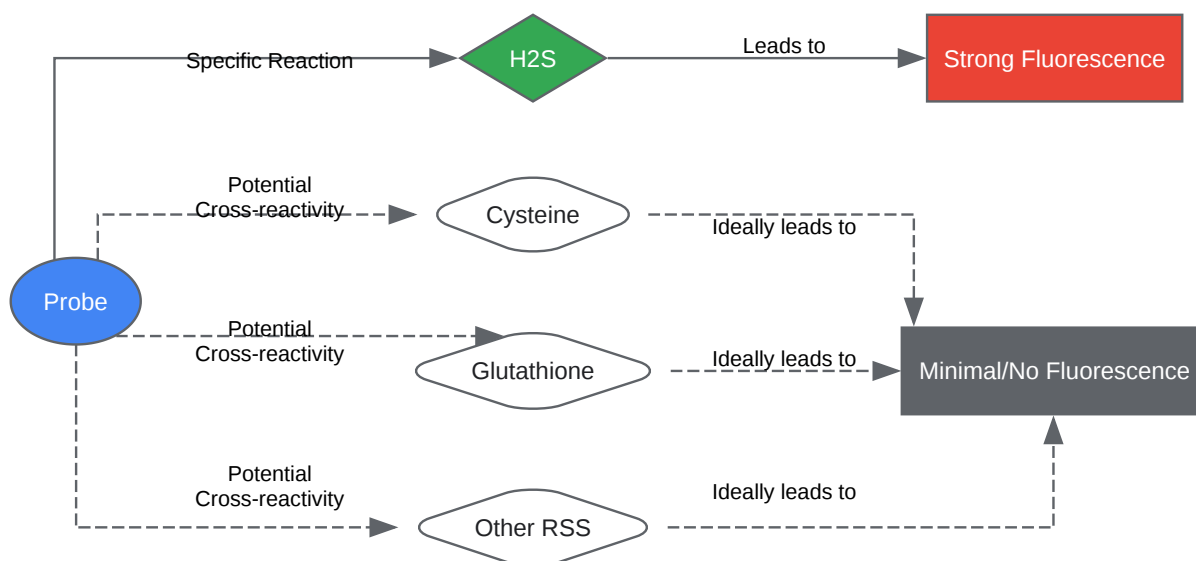 Specific Reaction
H2S
Leads to
Strong Fluorescence
Potential
Cross-reactivity
Cysteine
Ideally leads to
Probe
Potential
Cross-reactivity
Glutathione
Ideally leads to
Minimal/No Fluorescence
Potential
Cross-reactivity
Other RSS
Ideally leads to